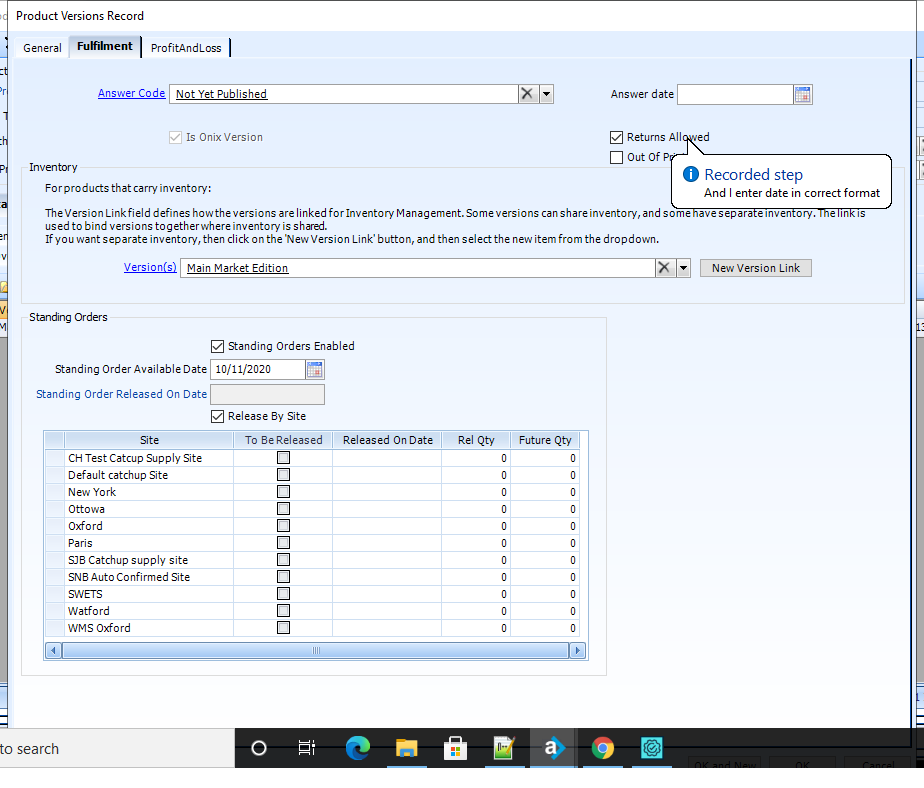 Product Versions Record
General Fulfilment ProfitAndLoss
Answer Code Not Yet Published Answer date
Is Onix Version Returns Allowed
Out Of
Recorded step
And I enter date in correct format
Inventory
For products that carry inventory:
The Version Link field defines how the versions are linked for Inventory Management. Some versions can share inventory, and some have separate inventory. The link is
used to bind versions together where inventory is shared.
If you want separate inventory, then click on the 'New Version Link' button, and then select the new item from the dropdown.
Version(s) Main Market Edition New Version Link
Standing Orders
Standing Orders Enabled
Standing Order Available Date 10/11/2020
Standing Order Released On Date
Release By Site
Site To Be Released Released On Date Rel Qty Future Qty
CH Test Catcup Supply Site 0 0
Default catchup Site 0 0
New York 0 0
Ottowa 0 0
Oxford 0 0
Paris 0 0
SJB Catchup supply site 0 0
SNB Auto Confirmed Site 0 0
SWETS 0 0
Watford 0 0
WMS Oxford 0 0
to search
OK and New OK Cancel